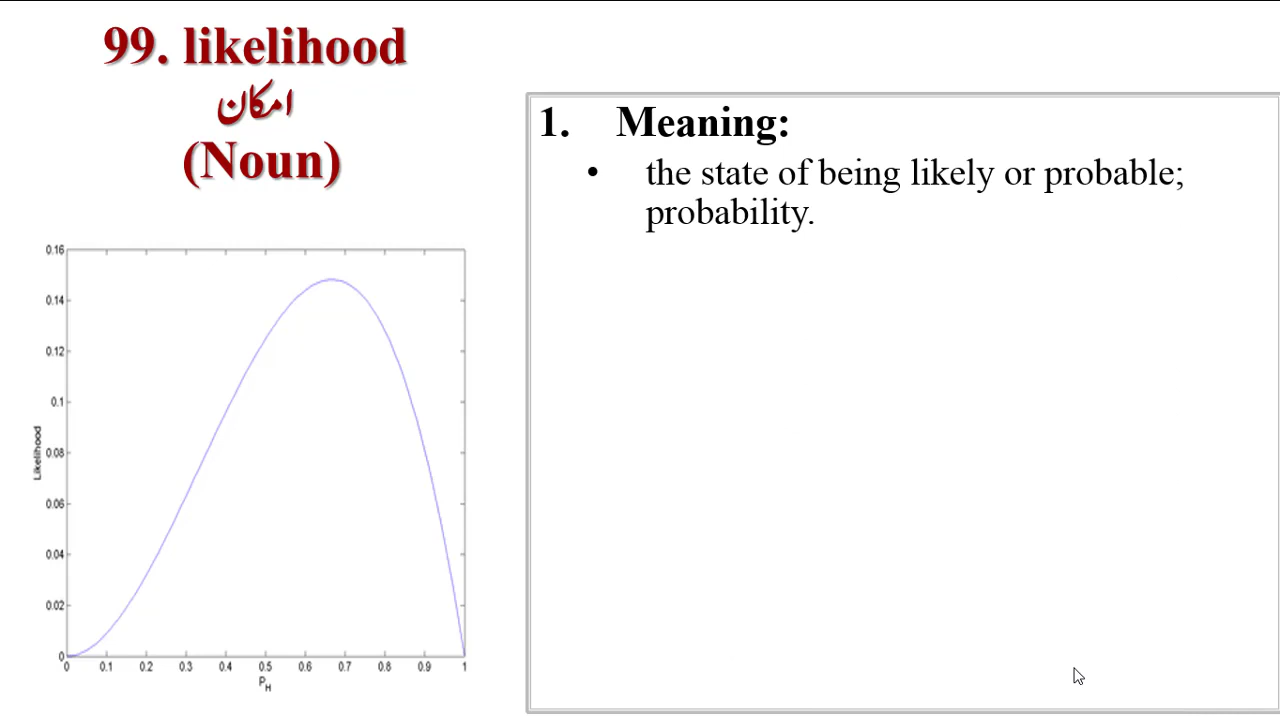 99. likelihood
امکان
(Noun)
1. Meaning:
• the state of being likely or probable;
probability.
0.16
0.14
0.12
0.1
0.08
0.06
0.04
0.02
0
Likelihood
0 0.1 0.2 0.3 0.4 0.5 0.6 0.7 0.8 0.9 1
P_H